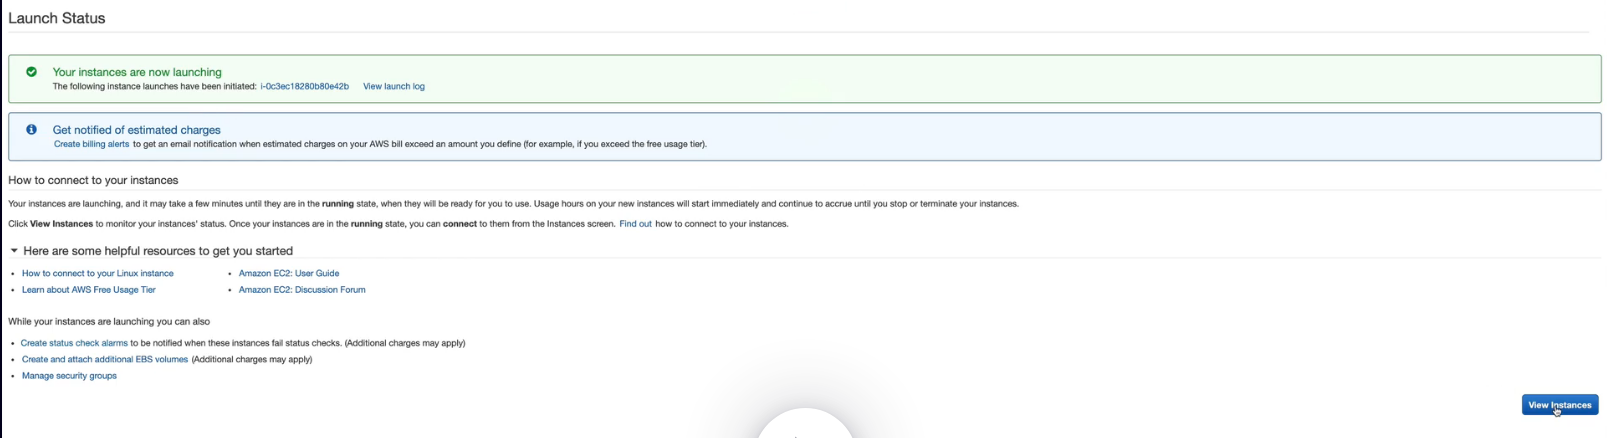 Launch Status
Your instances are now launching
The following instance launches have been initiated: i-0c3ec18280b80e42b View launch log
Get notified of estimated charges
Create billing alerts to get an email notification when estimated charges on your AWS bill exceed an amount you define (for example, if you exceed the free usage tier).
How to connect to your instances
Your instances are launching, and it may take a few minutes until they are in the running state, when they will be ready for you to use. Usage hours on your new instances will start immediately and continue to accrue until you stop or terminate your instances.
Click View Instances to monitor your instances' status. Once your instances are in the running state, you can connect to them from the Instances screen. Find out how to connect to your instances.
Here are some helpful resources to get you started
• How to connect to your Linux instance
• Learn about AWS Free Usage Tier
• Amazon EC2: User Guide
• Amazon EC2: Discussion Forum
While your instances are launching you can also
• Create status check alarms to be notified when these instances fail status checks. (Additional charges may apply)
• Create and attach additional EBS volumes (Additional charges may apply)
• Manage security groups
View Instances